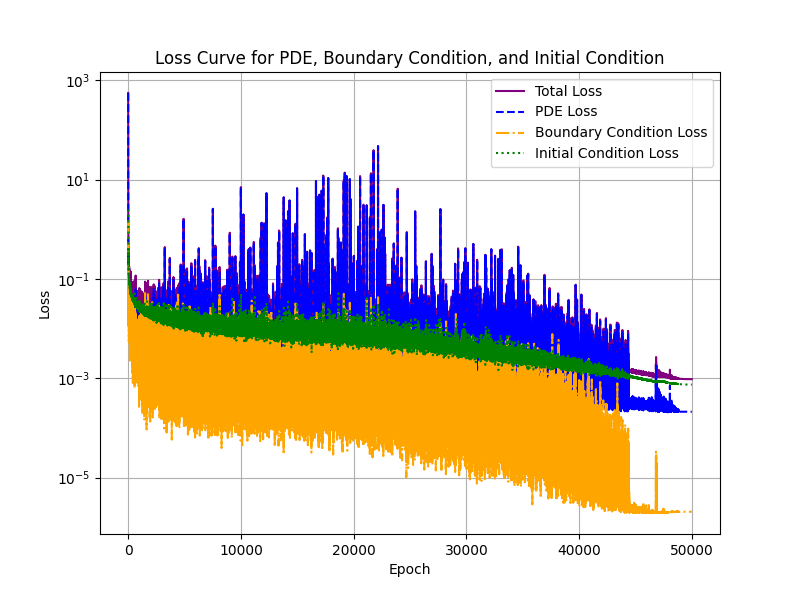 Loss Curve for PDE, Boundary Condition, and Initial Condition
Total Loss
PDE Loss
Boundary Condition Loss
Initial Condition Loss
Loss
10³
10¹
10⁻¹
10⁻³
10⁻⁵
0 10000 20000 30000 40000 50000
Epoch